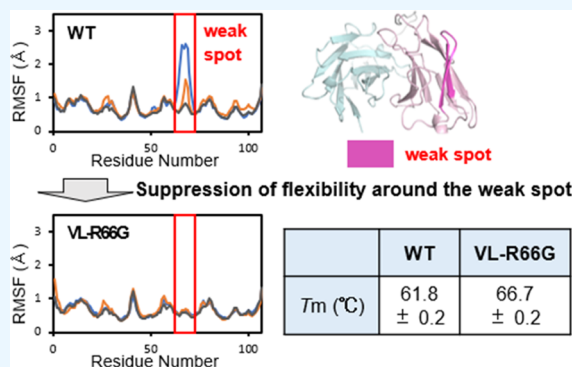 WT
weak
spot
RMSF (Å)
3
2
1
0
0
50
100
Residue Number
weak spot
Suppression of flexibility around the weak spot
VL-R66G
RMSF (Å)
3
2
1
0
0
50
100
Residue Number
WT VL-R66G
Tm (℃) 61.8 ± 0.2 66.7 ± 0.2